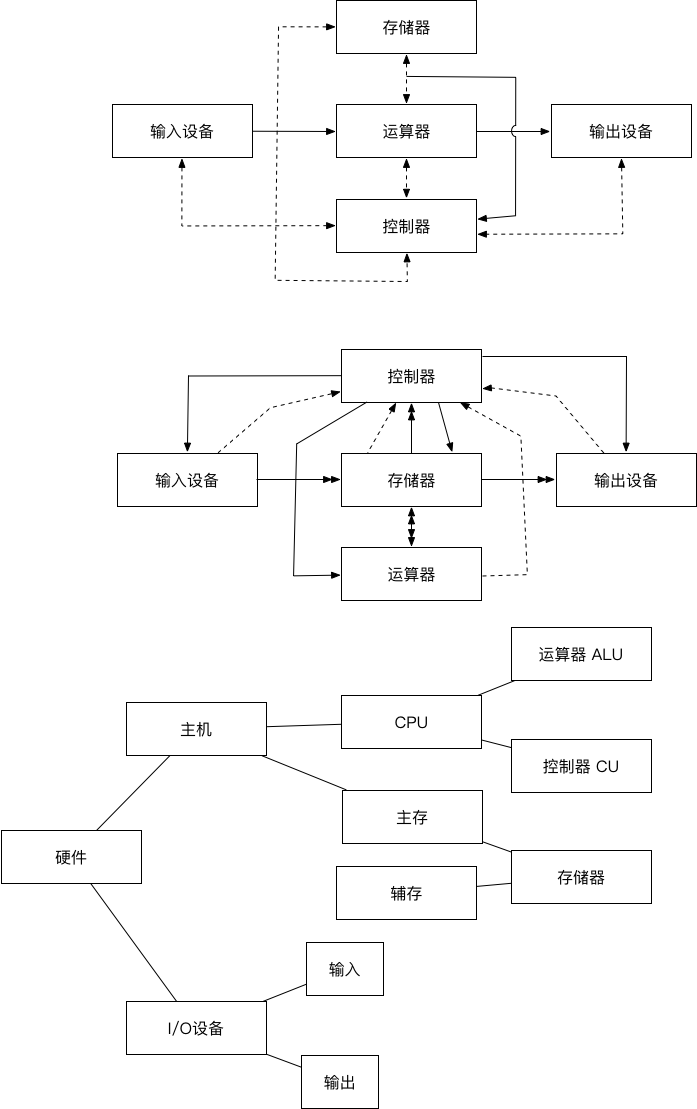 存储器
输入设备
运算器
输出设备
控制器
控制器
输入设备
存储器
输出设备
运算器
运算器 ALU
主机
CPU
控制器 CU
主存
硬件
存储器
辅存
输入
I/O设备
输出